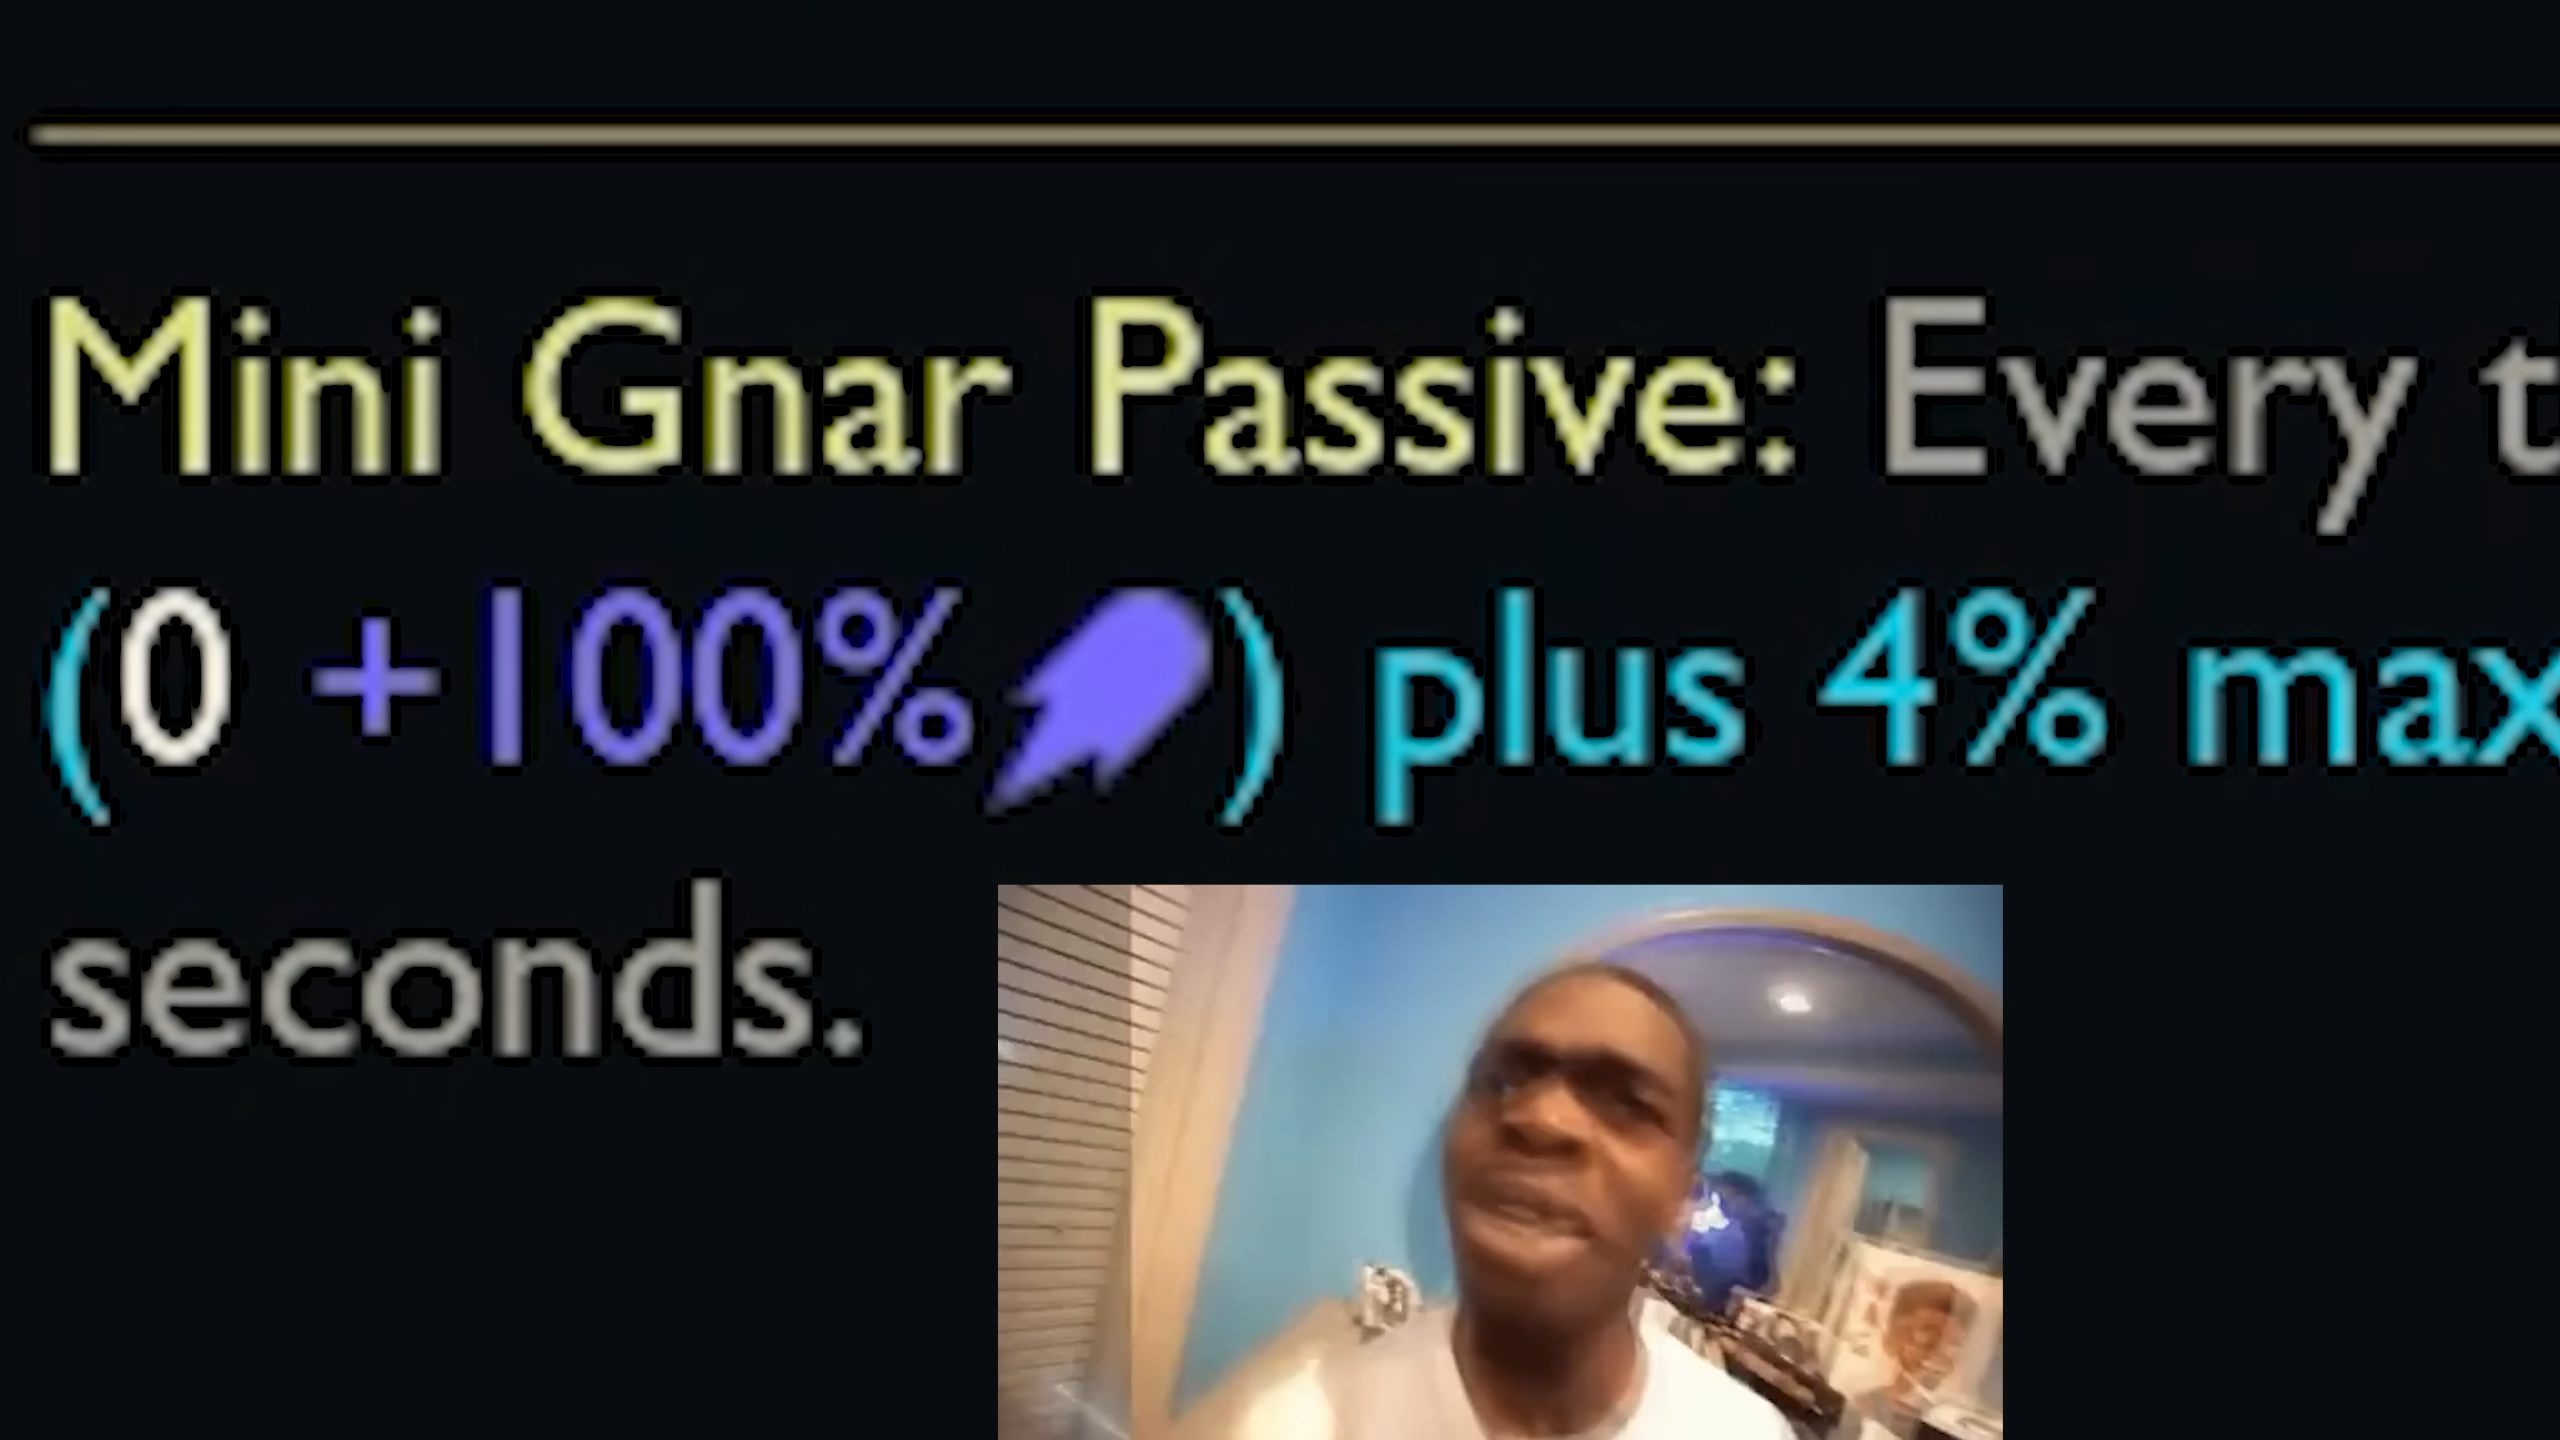 Mini Gnar Passive: Every t
(0 +100%) plus 4% max
seconds.